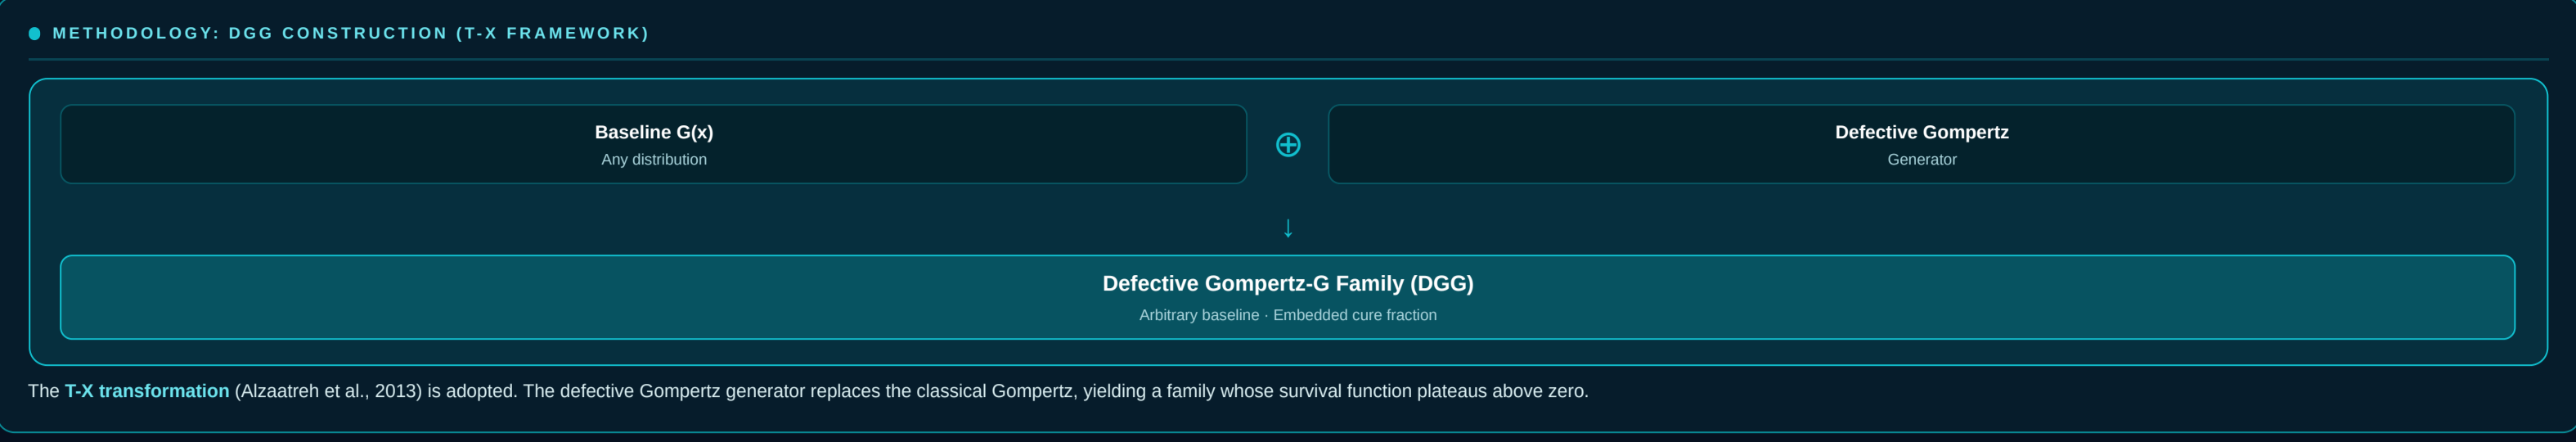 METHODOLOGY: DGG CONSTRUCTION (T-X FRAMEWORK)
Baseline G(x)
Any distribution
⊕
Defective Gompertz
Generator
↓
Defective Gompertz-G Family (DGG)
Arbitrary baseline · Embedded cure fraction
The T-X transformation (Alzaatreh et al., 2013) is adopted. The defective Gompertz generator replaces the classical Gompertz, yielding a family whose survival function plateaus above zero.